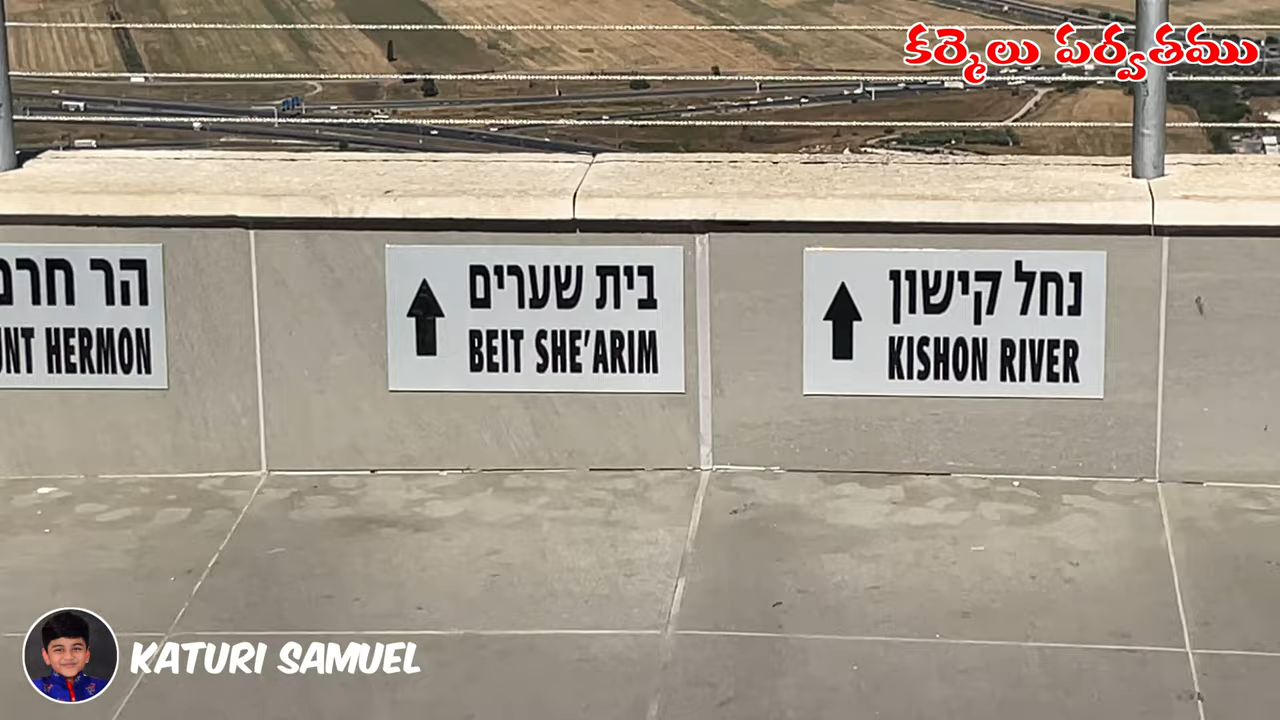 కర్మెలు పర్వతము
הר חרמ
UNT HERMON
בית שערים
BEIT SHE'ARIM
נחל קישון
KISHON RIVER
KATURI SAMUEL